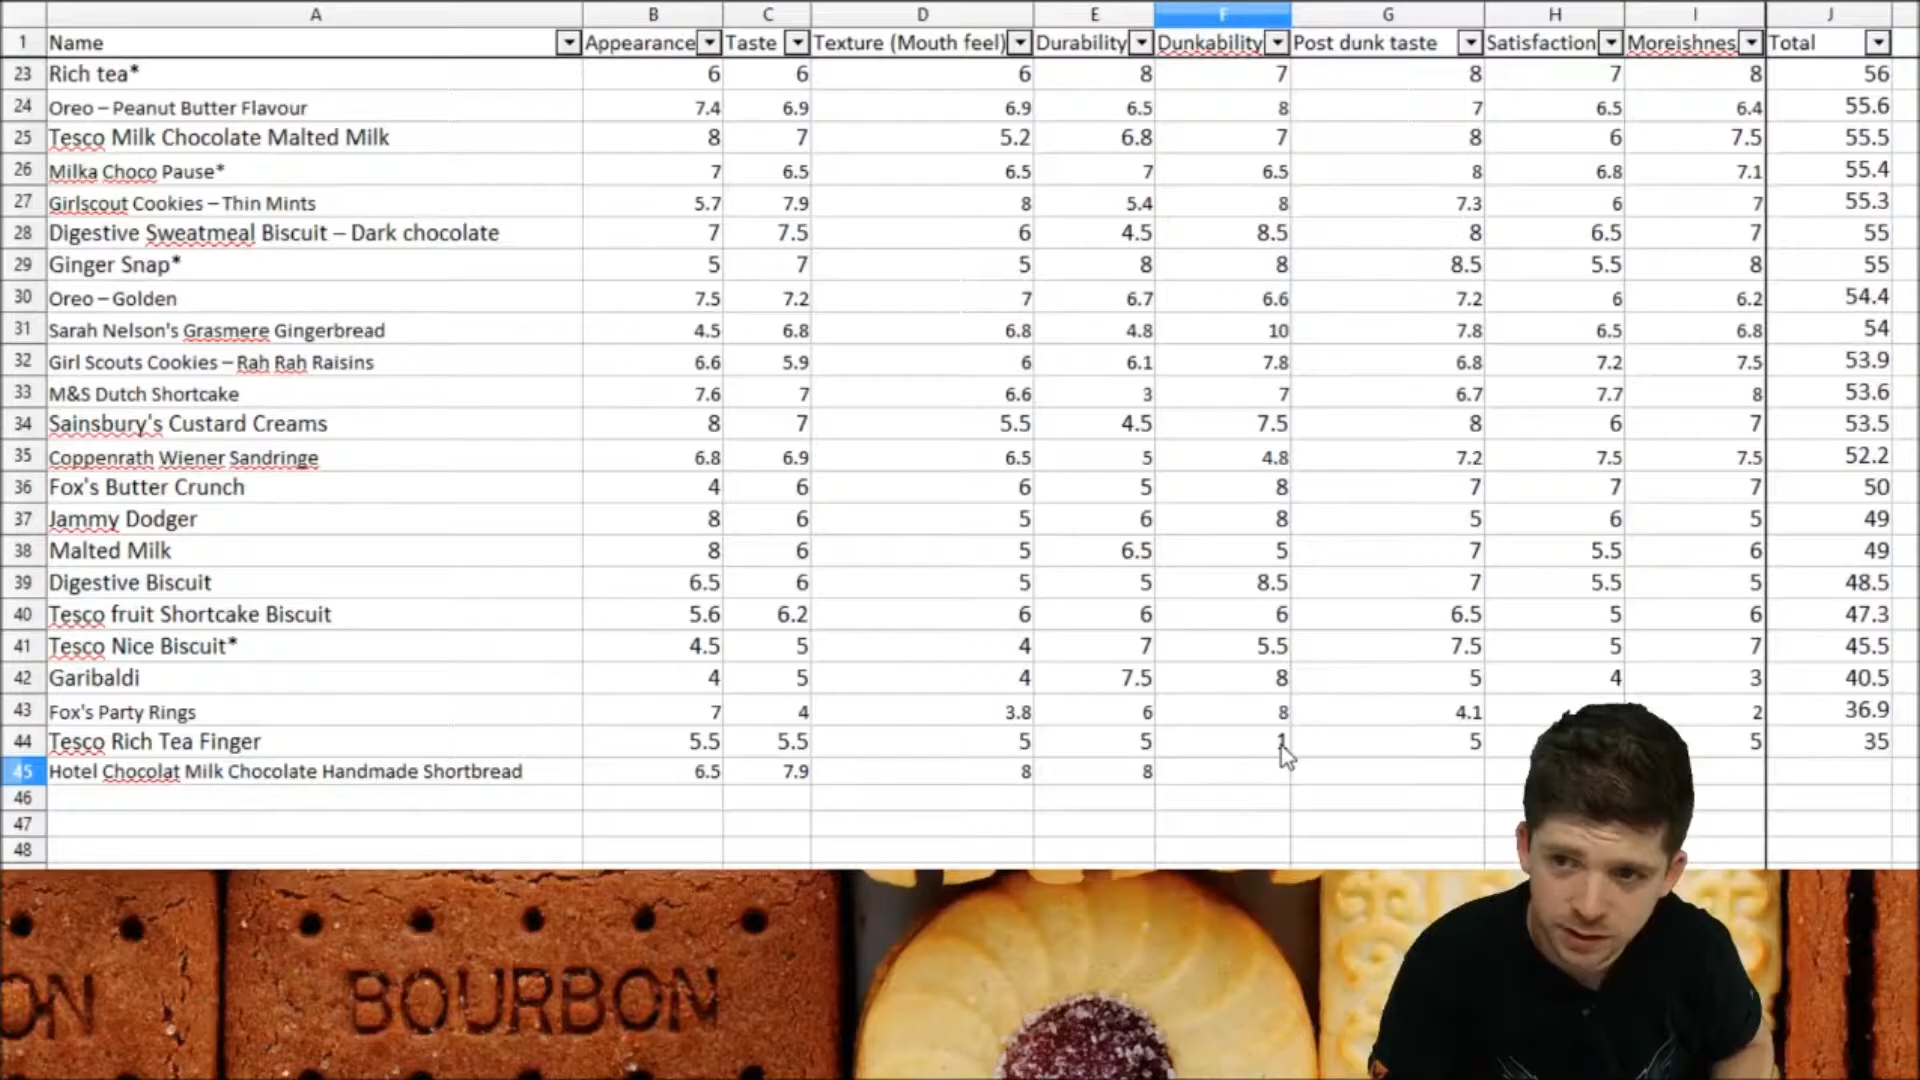 A B C D E F G H I J
1 Name Appearance Taste Texture (Mouth feel) Durability Dunkability Post dunk taste Satisfaction Moreishnes Total
23 Rich tea* 6 6 6 8 7 8 7 8 56
24 Oreo – Peanut Butter Flavour 7.4 6.9 6.9 6.5 8 7 6.5 6.4 55.6
25 Tesco Milk Chocolate Malted Milk 8 7 5.2 6.8 7 8 6 7.5 55.5
26 Milka Choco Pause* 7 6.5 6.5 7 6.5 8 6.8 7.1 55.4
27 Girlscout Cookies – Thin Mints 5.7 7.9 8 5.4 8 7.3 6 7 55.3
28 Digestive Sweatmeal Biscuit – Dark chocolate 7 7.5 6 4.5 8.5 8 6.5 7 55
29 Ginger Snap* 5 7 5 8 8 8.5 5.5 8 55
30 Oreo – Golden 7.5 7.2 7 6.7 6.6 7.2 6 6.2 54.4
31 Sarah Nelson's Grasmere Gingerbread 4.5 6.8 6.8 4.8 10 7.8 6.5 6.8 54
32 Girl Scouts Cookies – Rah Rah Raisins 6.6 5.9 6 6.1 7.8 6.8 7.2 7.5 53.9
33 M&S Dutch Shortcake 7.6 7 6.6 3 7 6.7 7.7 8 53.6
34 Sainsbury's Custard Creams 8 7 5.5 4.5 7.5 8 6 7 53.5
35 Coppenrath Wiener Sandringe 6.8 6.9 6.5 5 4.8 7.2 7.5 7.5 52.2
36 Fox's Butter Crunch 4 6 6 5 8 7 7 7 50
37 Jammy Dodger 8 6 5 6 8 5 6 5 49
38 Malted Milk 8 6 5 6.5 5 7 5.5 6 49
39 Digestive Biscuit 6.5 6 5 5 8.5 7 5.5 5 48.5
40 Tesco fruit Shortcake Biscuit 5.6 6.2 6 6 6 6.5 5 6 47.3
41 Tesco Nice Biscuit* 4.5 5 4 7 5.5 7.5 5 7 45.5
42 Garibaldi 4 5 4 7.5 8 5 4 3 40.5
43 Fox's Party Rings 7 4 3.8 6 8 4.1 2 36.9
44 Tesco Rich Tea Finger 5.5 5.5 5 5 1 5 5 35
45 Hotel Chocolat Milk Chocolate Handmade Shortbread 6.5 7.9 8 8
46
47
48
ON BOURBON